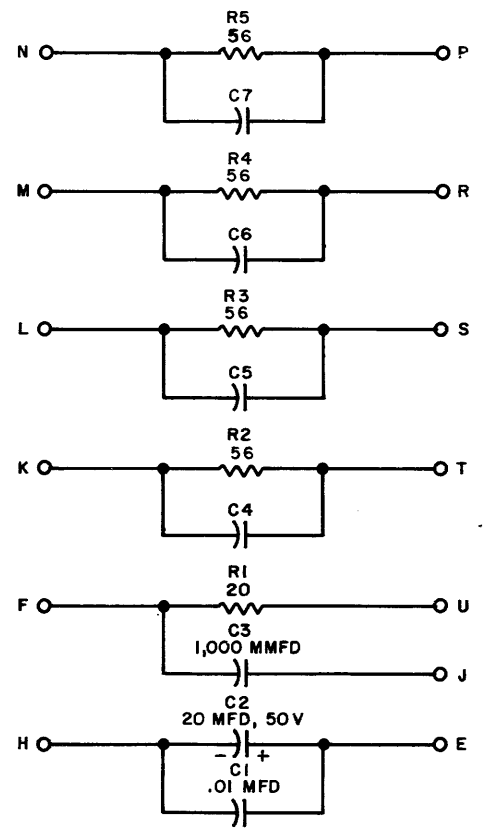 R5
56
N P
C7
R4
56
M R
C6
R3
56
L S
C5
R2
56
K T
C4
R1
20
F U
C3
1,000 MMFD
J
C2
20 MFD, 50V
H E
- +
C1
.01 MFD